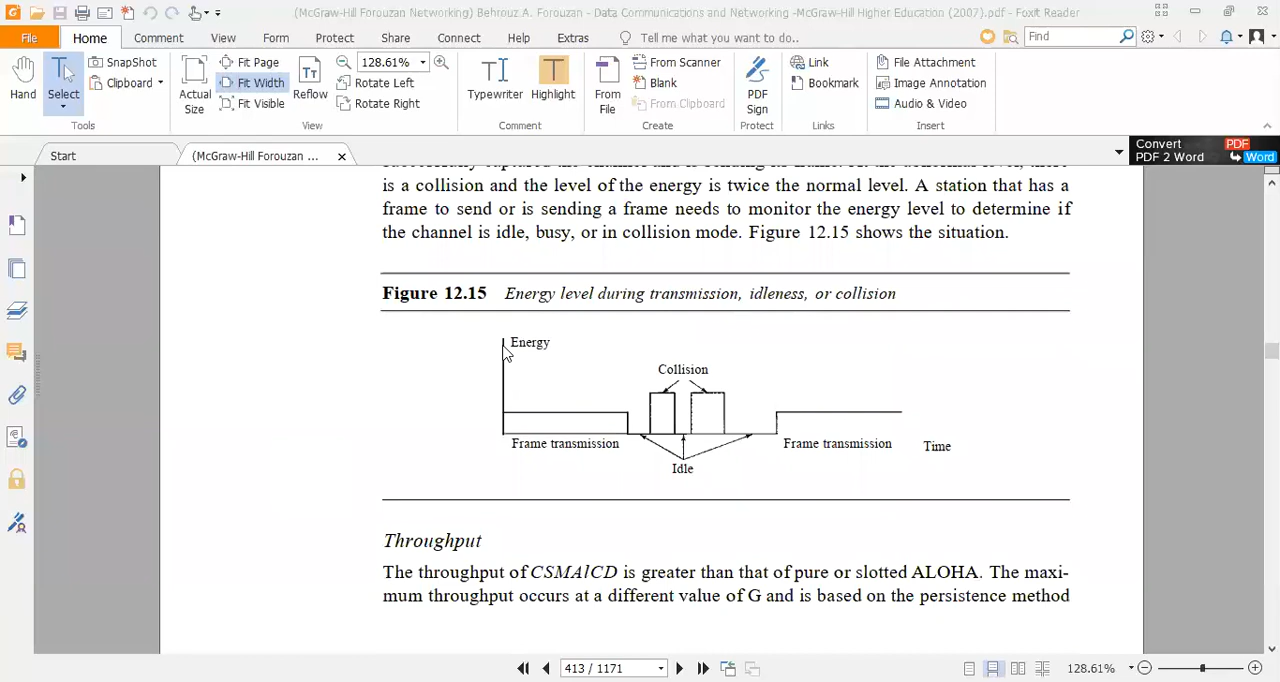 (McGraw-Hill Forouzan Networking) Behrouz A. Forouzan - Data Communications and Networking -McGraw-Hill Higher Education (2007).pdf - Foxit Reader
File Home Comment View Form Protect Share Connect Help Extras Tell me what you want to do... Find
Hand
Select
SnapShot
Clipboard
Tools
Actual Size
Fit Page
Fit Width
Fit Visible
Reflow
128.61%
Rotate Left
Rotate Right
View
Typewriter
Highlight
Comment
From File
From Scanner
Blank
From Clipboard
Create
PDF Sign
Protect
Link
Bookmark
Links
File Attachment
Image Annotation
Audio & Video
Insert
Start
(McGraw-Hill Forouzan ...
Convert PDF
PDF 2 Word Word
is a collision and the level of the energy is twice the normal level. A station that has a
frame to send or is sending a frame needs to monitor the energy level to determine if
the channel is idle, busy, or in collision mode. Figure 12.15 shows the situation.
Figure 12.15 Energy level during transmission, idleness, or collision
Energy
Collision
Frame transmission
Frame transmission
Time
Idle
Throughput
The throughput of CSMAlCD is greater than that of pure or slotted ALOHA. The maxi-
mum throughput occurs at a different value of G and is based on the persistence method
413 / 1171
128.61%